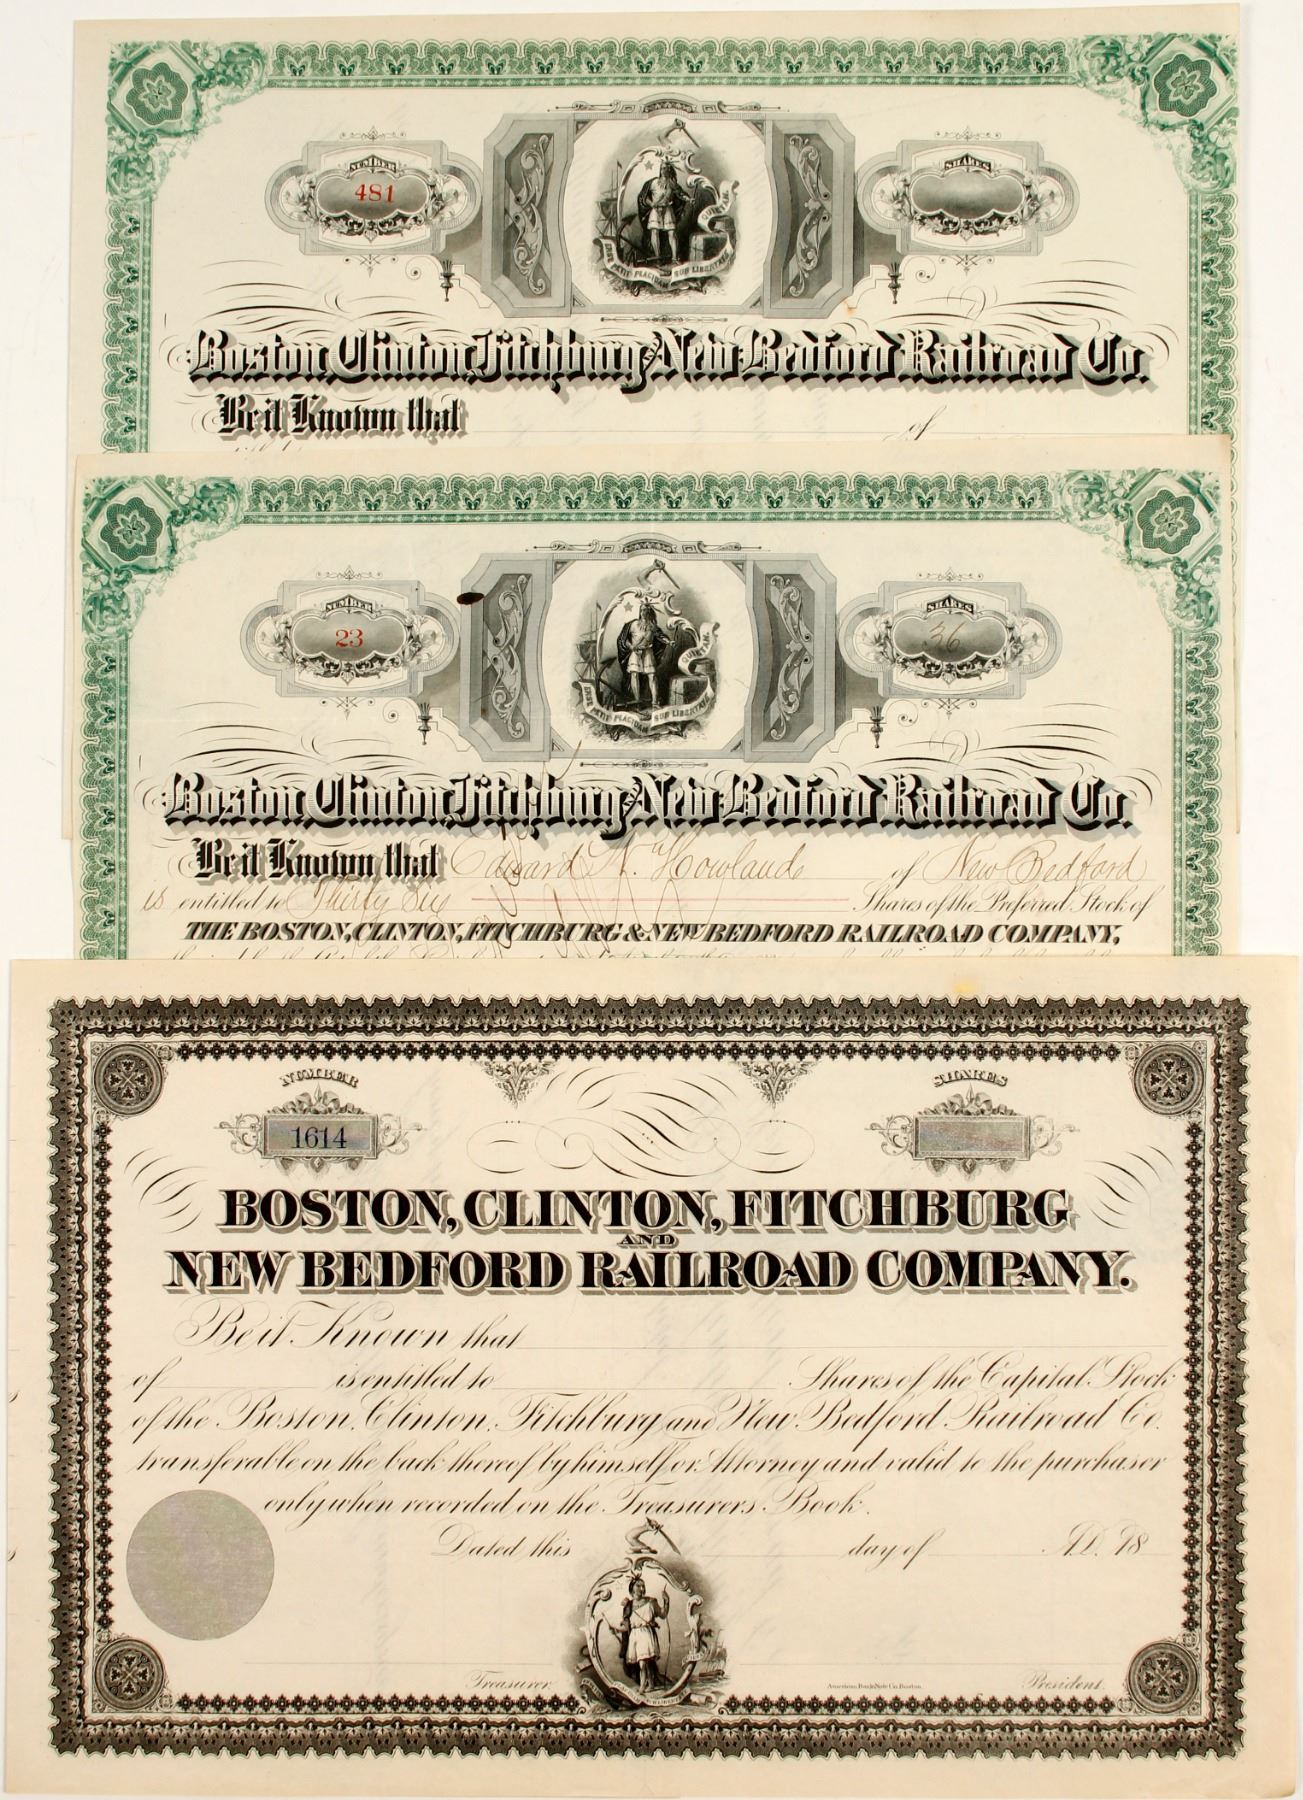 NUMBER
481
SHARES
ENSE PETIT PLACIDAM SUB LIBERTATE QUIETEM
Boston, Clinton, Fitchburg AND New Bedford Railroad Co.
Be it Known that of
NUMBER
23
SHARES
36
ENSE PETIT PLACIDAM SUB LIBERTATE QUIETEM
Boston, Clinton, Fitchburg AND New Bedford Railroad Co.
Be it Known that Edward W. Howland of New Bedford
is entitled to Thirty Six Shares of the Preferred Stock of
THE BOSTON, CLINTON, FITCHBURG & NEW BEDFORD RAILROAD COMPANY,
NUMBER
1614
SHARES
BOSTON, CLINTON, FITCHBURG
AND
NEW BEDFORD RAILROAD COMPANY.
Be it Known that
of is entitled to Shares of the Capital Stock
of the Boston, Clinton, Fitchburg and New Bedford Railroad Co.
transferable on the back thereof by himself or Attorney and valid to the purchaser
only when recorded on the Treasurers Book.
Dated this day of A.D. 18
Treasurer. American Bank Note Co. Boston. President.